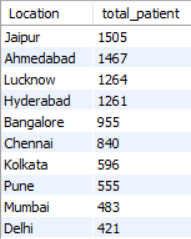 Location total_patient
Jaipur 1505
Ahmedabad 1467
Lucknow 1264
Hyderabad 1261
Bangalore 955
Chennai 840
Kolkata 596
Pune 555
Mumbai 483
Delhi 421